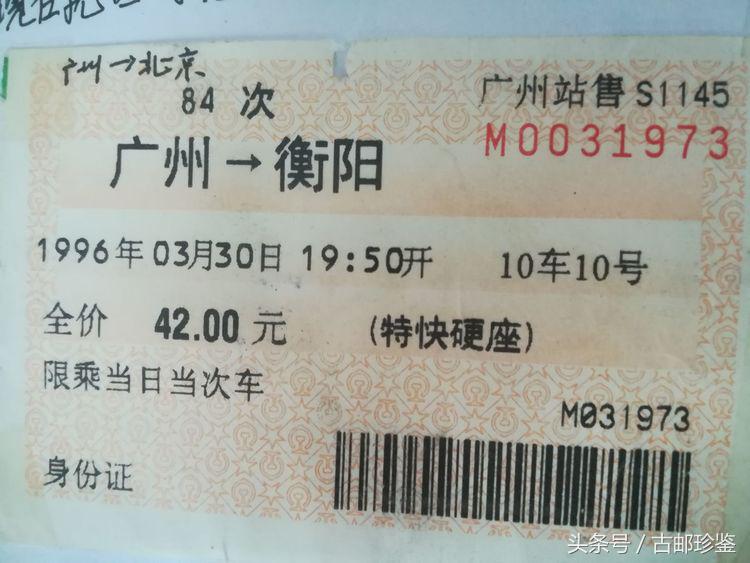 广州→北京
84 次
广州站售 S1145
M0031973
广州→衡阳
1996年 03月30日 19:50开 10车10号
全价 42.00 元 (特快硬座)
限乘当日当次车
M031973
身份证
头条号 / 古邮珍鉴